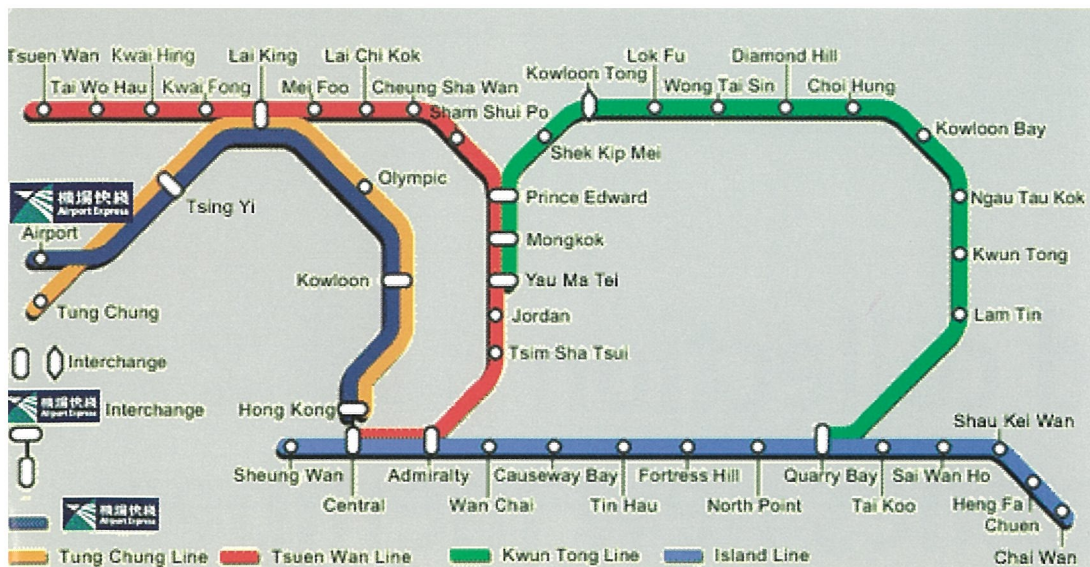 Tsuen Wan
Kwai Hing
Lai King
Lai Chi Kok
Lok Fu
Diamond Hill
Kowloon Tong
Tai Wo Hau
Kwai Fong
Mei Foo
Cheung Sha Wan
Wong Tai Sin
Choi Hung
Sham Shui Po
Kowloon Bay
Shek Kip Mei
Olympic
機場快綫
Airport Express
Tsing Yi
Prince Edward
Ngau Tau Kok
Airport
Mongkok
Kwun Tong
Kowloon
Yau Ma Tei
Tung Chung
Jordan
Lam Tin
Tsim Sha Tsui
Interchange
機場快綫
Airport Express
Interchange
Hong Kong
Shau Kei Wan
Sheung Wan
Admiralty
Causeway Bay
Fortress Hill
Quarry Bay
Sai Wan Ho
Central
Wan Chai
Tin Hau
North Point
Tai Koo
Heng Fa
Chuen
機場快綫
Airport Express
Tung Chung Line
Tsuen Wan Line
Kwun Tong Line
Island Line
Chai Wan